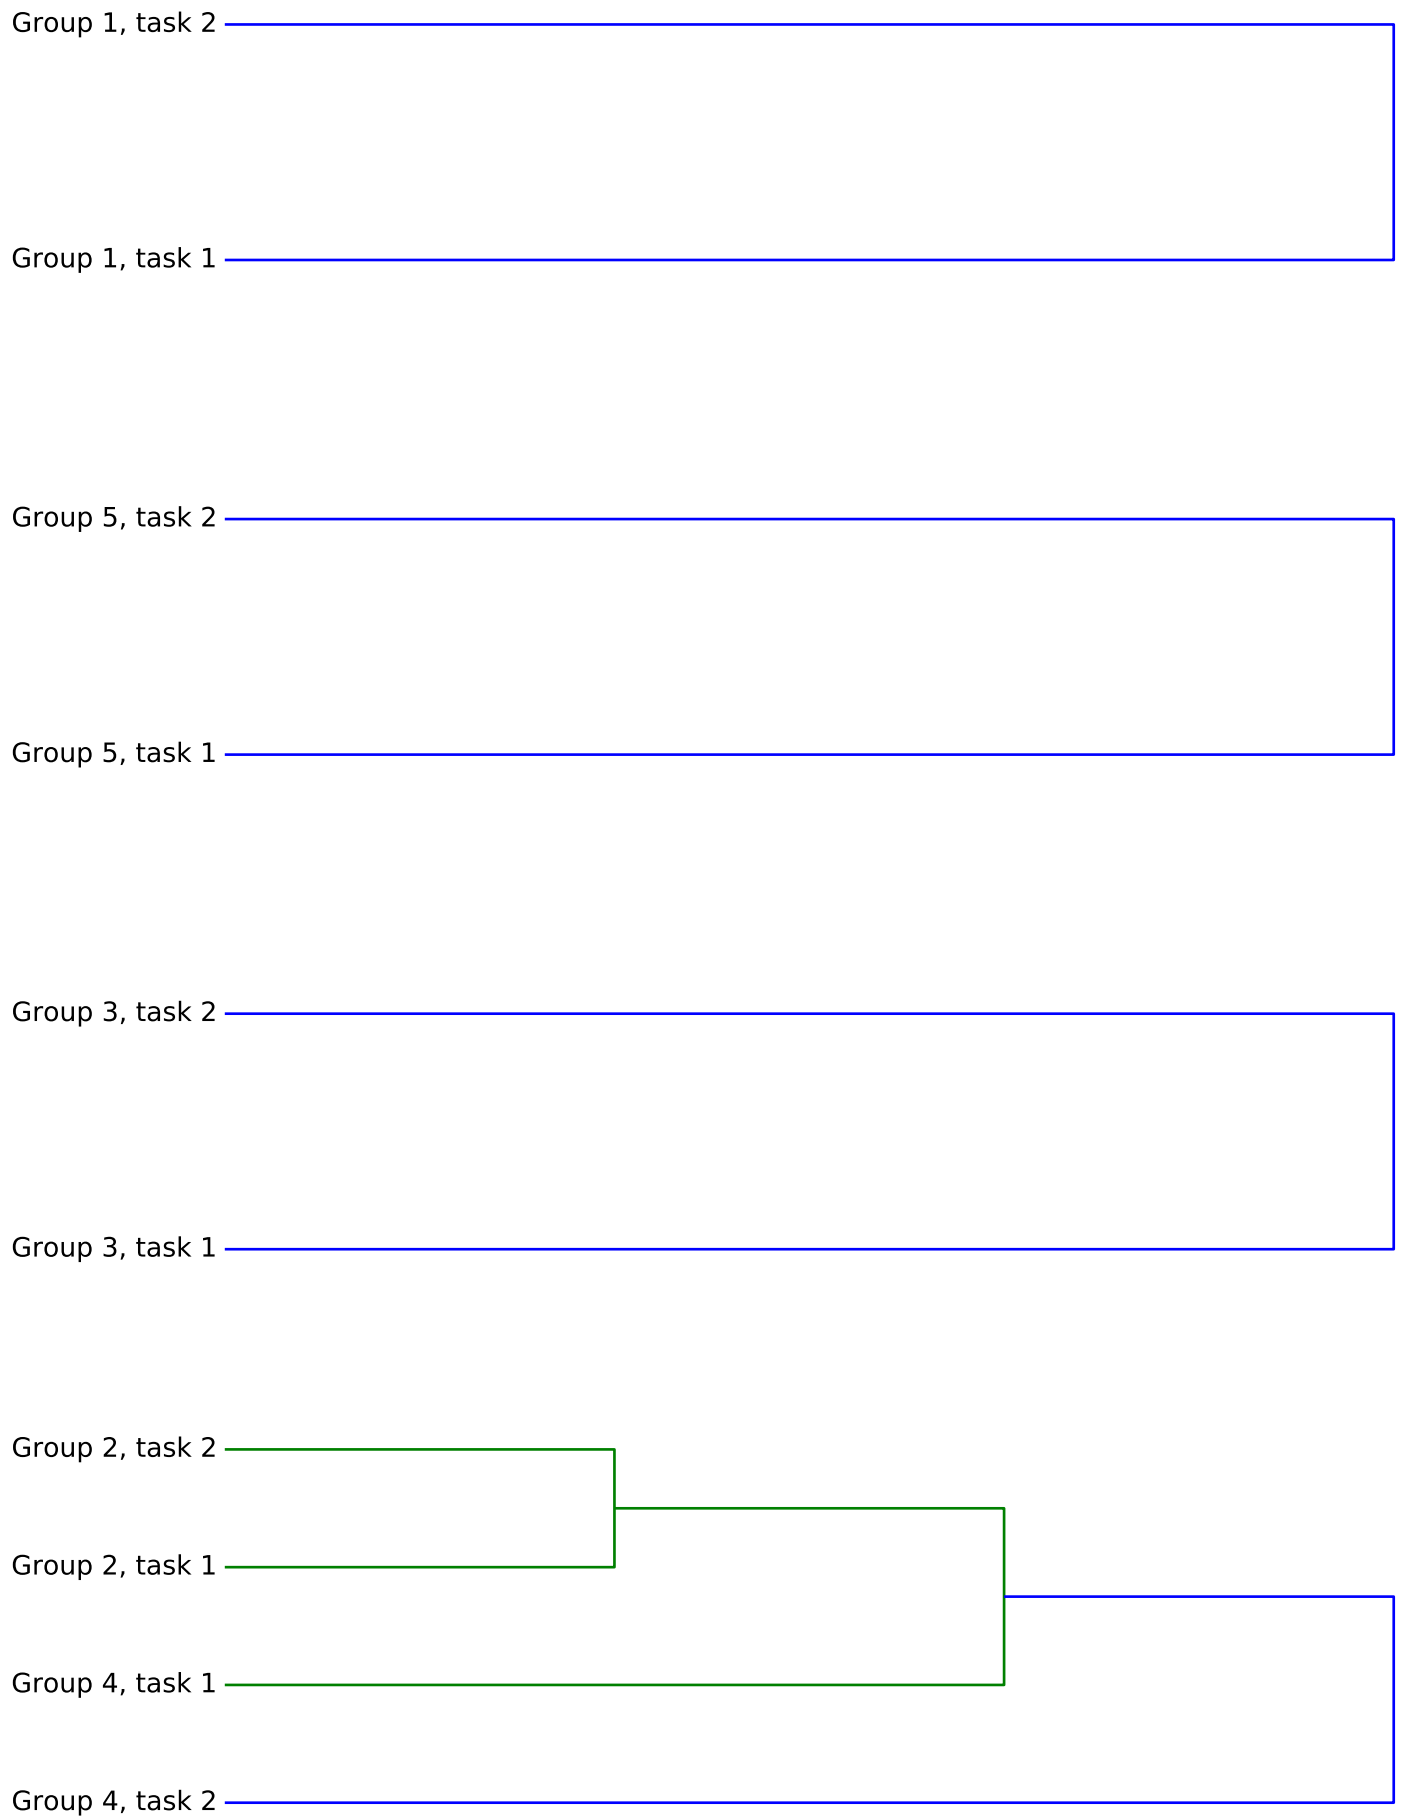 Group 1, task 2
Group 1, task 1
Group 5, task 2
Group 5, task 1
Group 3, task 2
Group 3, task 1
Group 2, task 2
Group 2, task 1
Group 4, task 1
Group 4, task 2